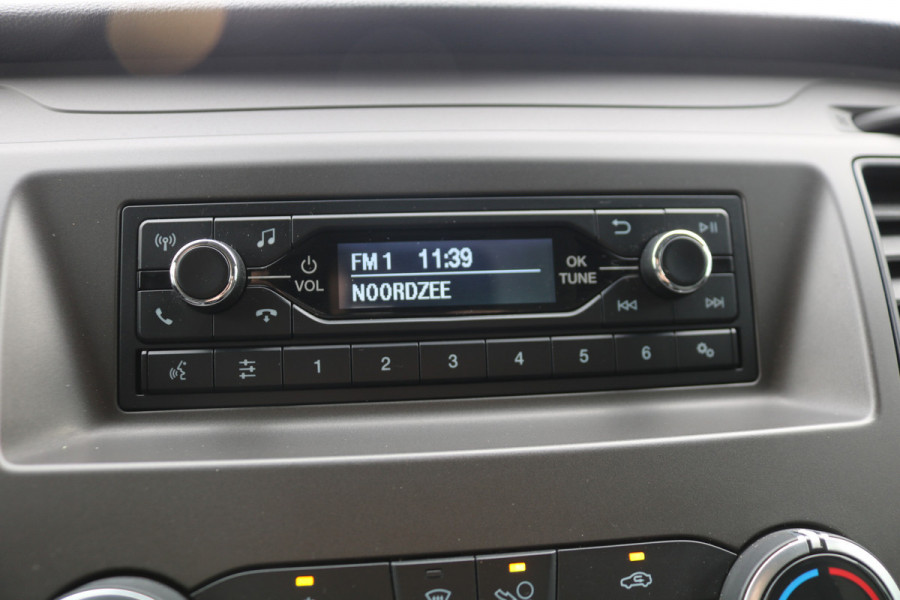 FM 1 11:39
NOORDZEE
VOL
OK
TUNE
1 2 3 4 5 6